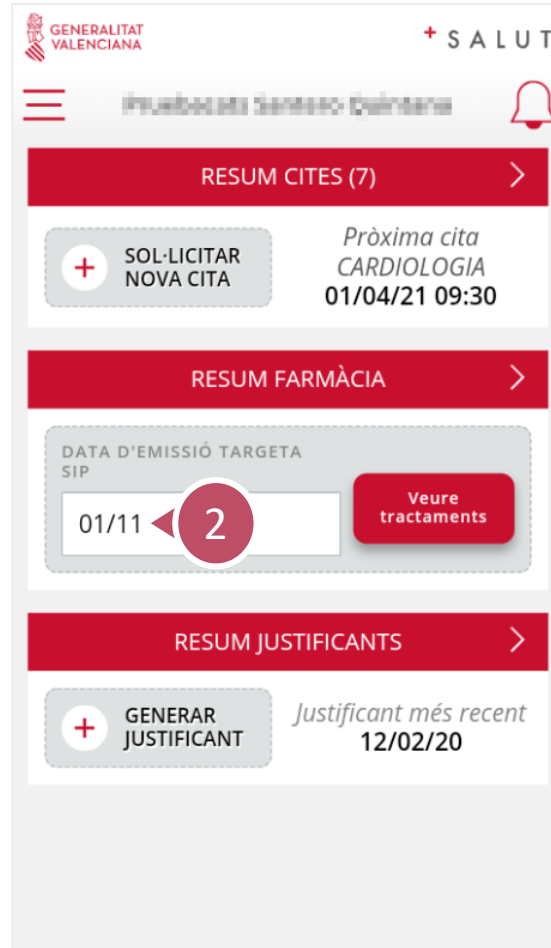 GENERALITAT
VALENCIANA
+ SALUT
RESUM CITES (7)
SOL·LICITAR
NOVA CITA
Pròxima cita
CARDIOLOGIA
01/04/21 09:30
RESUM FARMÀCIA
DATA D'EMISSIÓ TARGETA
SIP
01/11
2
Veure
tractaments
RESUM JUSTIFICANTS
GENERAR
JUSTIFICANT
Justificant més recent
12/02/20